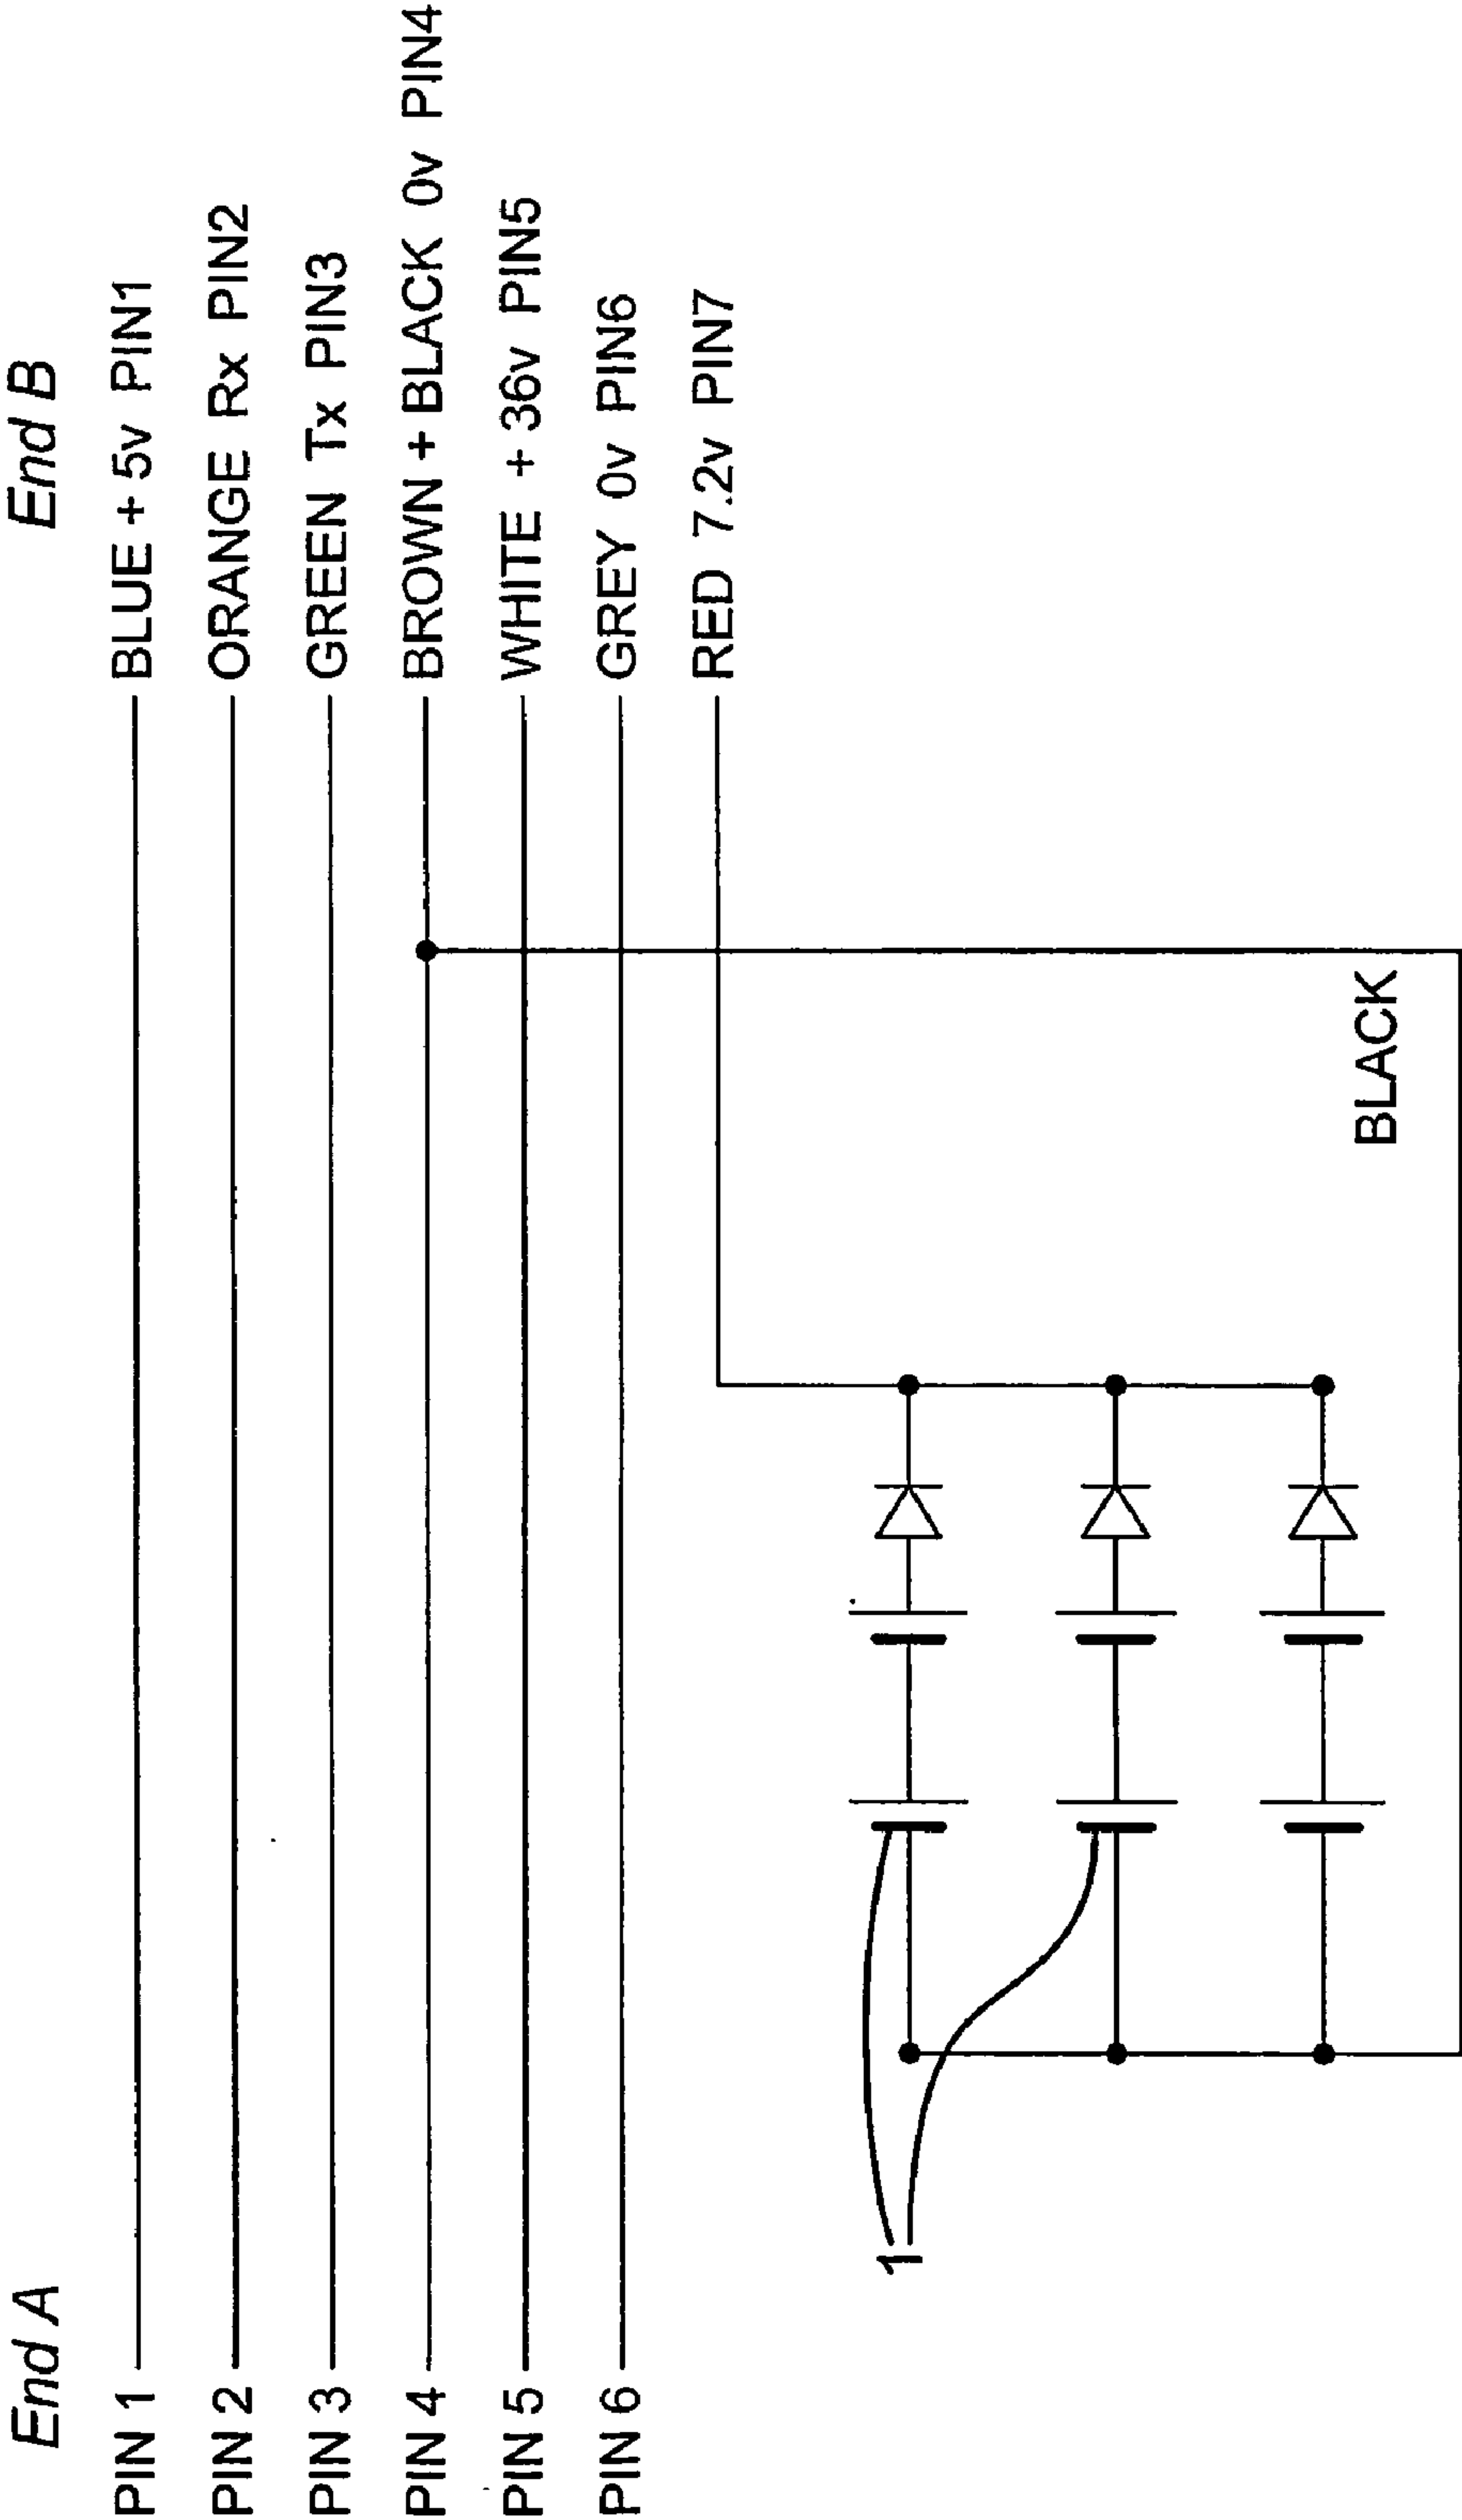 End A
End B
PIN 1
BLUE + 5v PIN1
PIN 2
ORANGE Rx PIN2
PIN 3
GREEN Tx PIN3
PIN 4
BROWN + BLACK 0v PIN4
PIN 5
WHITE + 36v PIN5
PIN 6
GREY 0v PIN6
RED 7.2v PIN7
1
BLACK